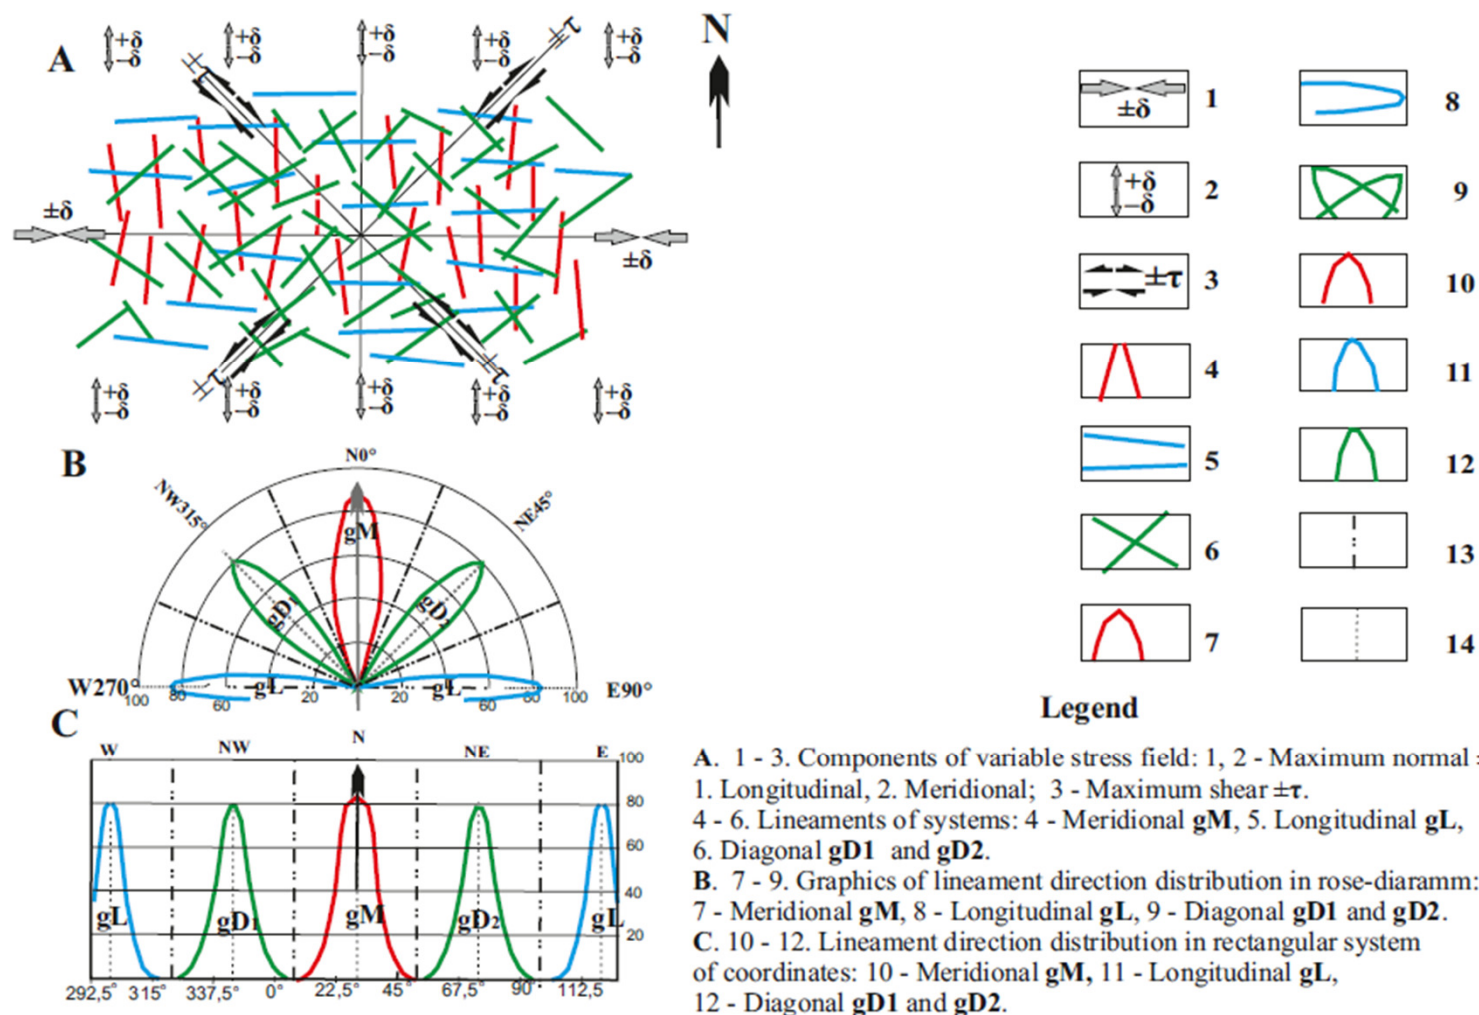 A
+δ
−δ
+δ
−δ
+δ
−δ
+δ
−δ
+δ
−δ
±τ
±τ
N
±δ
±δ
±τ
±τ
+δ
−δ
+δ
−δ
+δ
−δ
+δ
−δ
+δ
−δ
B
N0°
NW315°
NE45°
gM
gD1
gD2
W270°
gL
gL
E90°
100 80 60 20 20 60 80 100
C
W NW N NE E
100
80
60
40
20
gL gD1 gM gD2 gL
292,5° 315° 337,5° 0° 22,5° 45° 67,5° 90° 112,5
±δ 1
+δ
−δ 2
±τ 3
4
5
6
7
8
9
10
11
12
13
14
Legend
A. 1 - 3. Components of variable stress field: 1, 2 - Maximum normal
1. Longitudinal, 2. Meridional; 3 - Maximum shear ±τ.
4 - 6. Lineaments of systems: 4 - Meridional gM, 5. Longitudinal gL,
6. Diagonal gD1 and gD2.
B. 7 - 9. Graphics of lineament direction distribution in rose-diaramm:
7 - Meridional gM, 8 - Longitudinal gL, 9 - Diagonal gD1 and gD2.
C. 10 - 12. Lineament direction distribution in rectangular system
of coordinates: 10 - Meridional gM, 11 - Longitudinal gL,
12 - Diagonal gD1 and gD2.